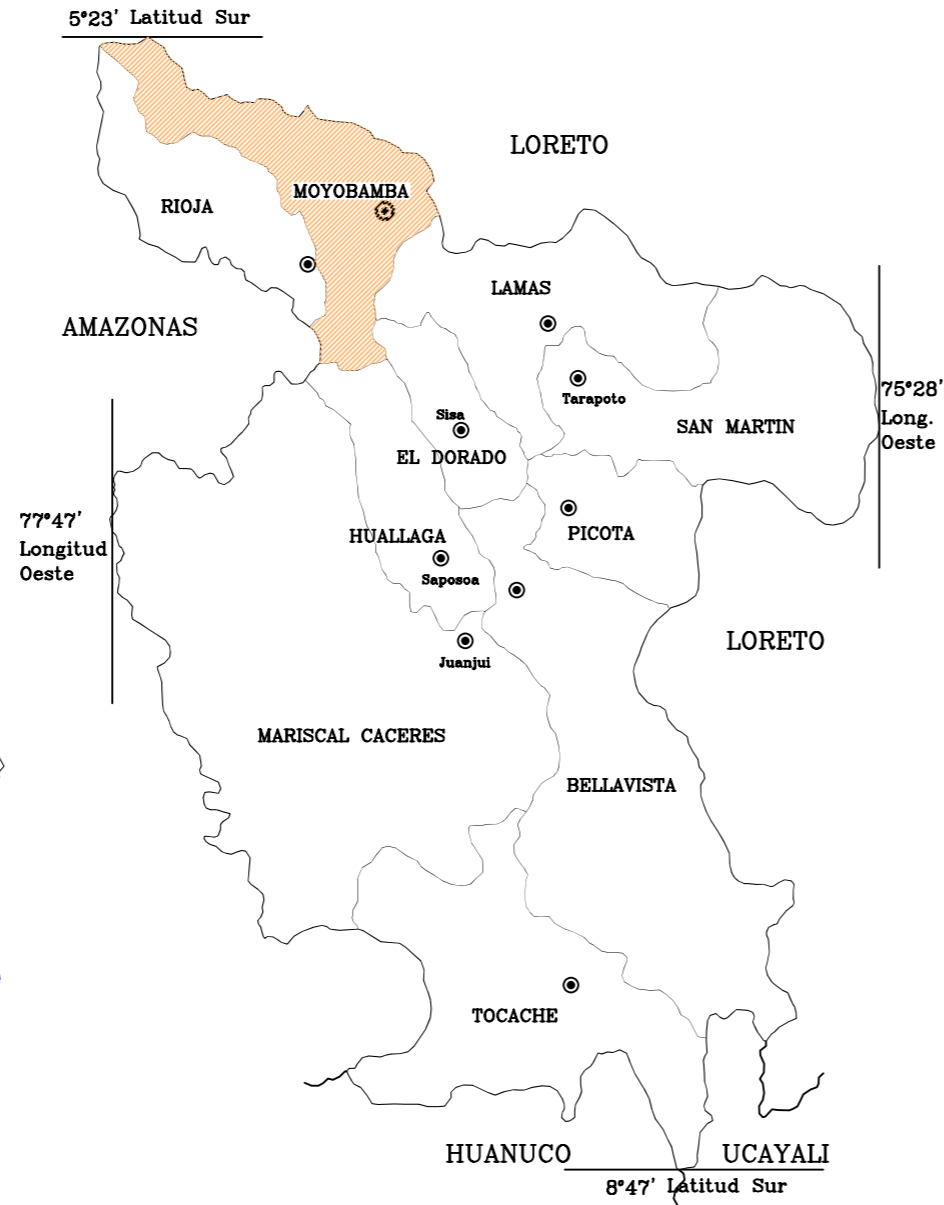 5°23' Latitud Sur
LORETO
MOYOBAMBA
RIOJA
LAMAS
AMAZONAS
75°28'
Long.
Oeste
Tarapoto
Sisa
SAN MARTIN
EL DORADO
77°47'
Longitud
Oeste
HUALLAGA
PICOTA
Saposoa
LORETO
Juanjui
MARISCAL CACERES
BELLAVISTA
TOCACHE
HUANUCO
UCAYALI
8°47' Latitud Sur